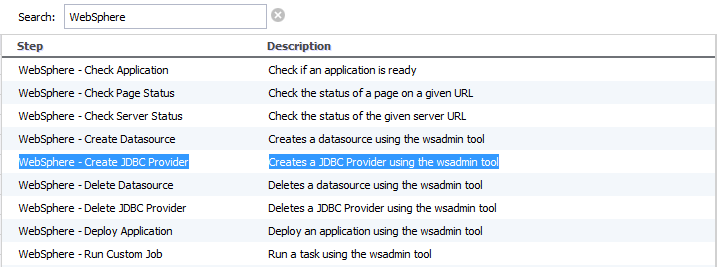 Search: WebSphere
Step Description
WebSphere - Check Application Check if an application is ready
WebSphere - Check Page Status Check the status of a page on a given URL
WebSphere - Check Server Status Check the status of the given server URL
WebSphere - Create Datasource Creates a datasource using the wsadmin tool
WebSphere - Create JDBC Provider Creates a JDBC Provider using the wsadmin tool
WebSphere - Delete Datasource Deletes a datasource using the wsadmin tool
WebSphere - Delete JDBC Provider Deletes a JDBC Provider using the wsadmin tool
WebSphere - Deploy Application Deploy an application using the wsadmin tool
WebSphere - Run Custom Job Run a task using the wsadmin tool